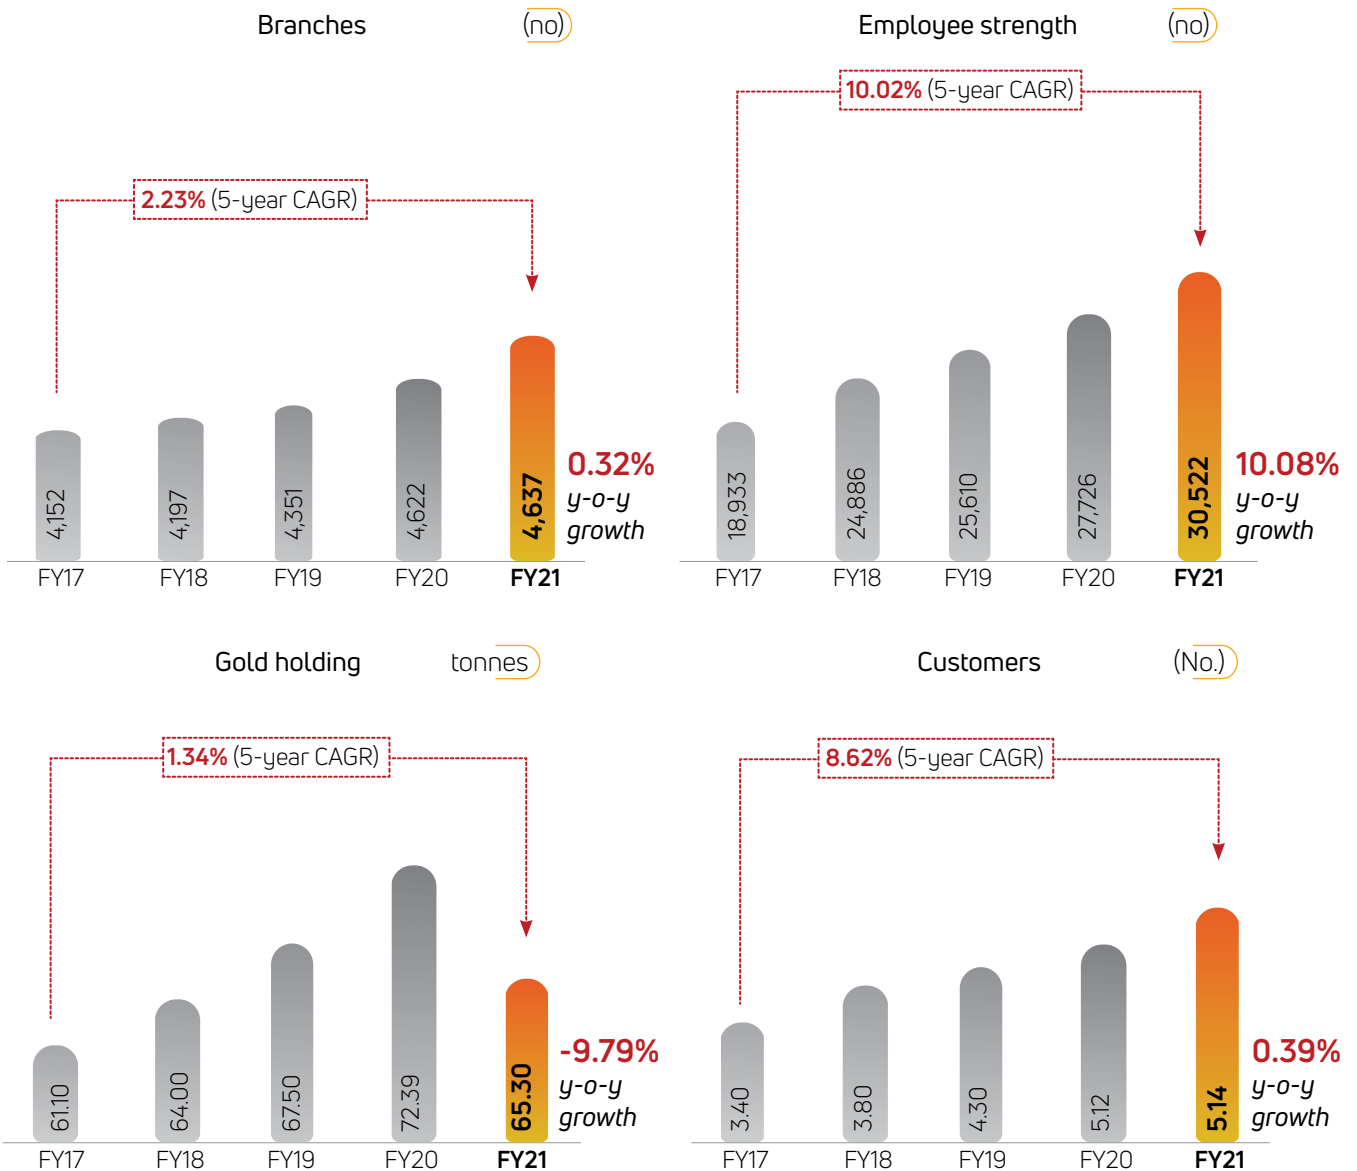 Branches (no)
2.23% (5-year CAGR)
4,152
4,197
4,351
4,622
4,637
0.32%
y-o-y
growth
FY17 FY18 FY19 FY20 FY21
Employee strength (no)
10.02% (5-year CAGR)
18,933
24,886
25,610
27,726
30,522
10.08%
y-o-y
growth
FY17 FY18 FY19 FY20 FY21
Gold holding tonnes
1.34% (5-year CAGR)
61.10
64.00
67.50
72.39
65.30
-9.79%
y-o-y
growth
FY17 FY18 FY19 FY20 FY21
Customers (No.)
8.62% (5-year CAGR)
3.40
3.80
4.30
5.12
5.14
0.39%
y-o-y
growth
FY17 FY18 FY19 FY20 FY21